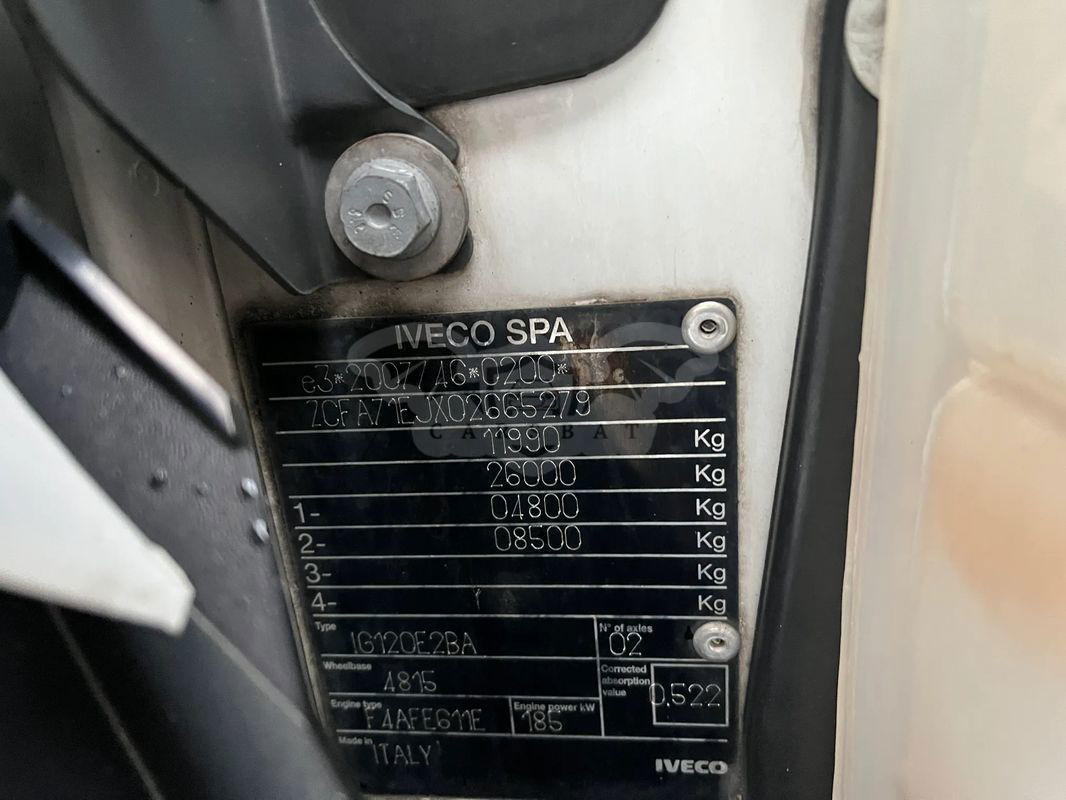 IVECO SPA
e3*2007/46*0200*
ZCFA71EJX02665279
11990 Kg
26000 Kg
1- 04800 Kg
2- 08500 Kg
3- Kg
4- Kg
Type IG120E2BA
N° of axles 02
Wheelbase 4815
Corrected absorption value 0.522
Engine type F4AFE611E
Engine power kW 185
Made in ITALY
IVECO